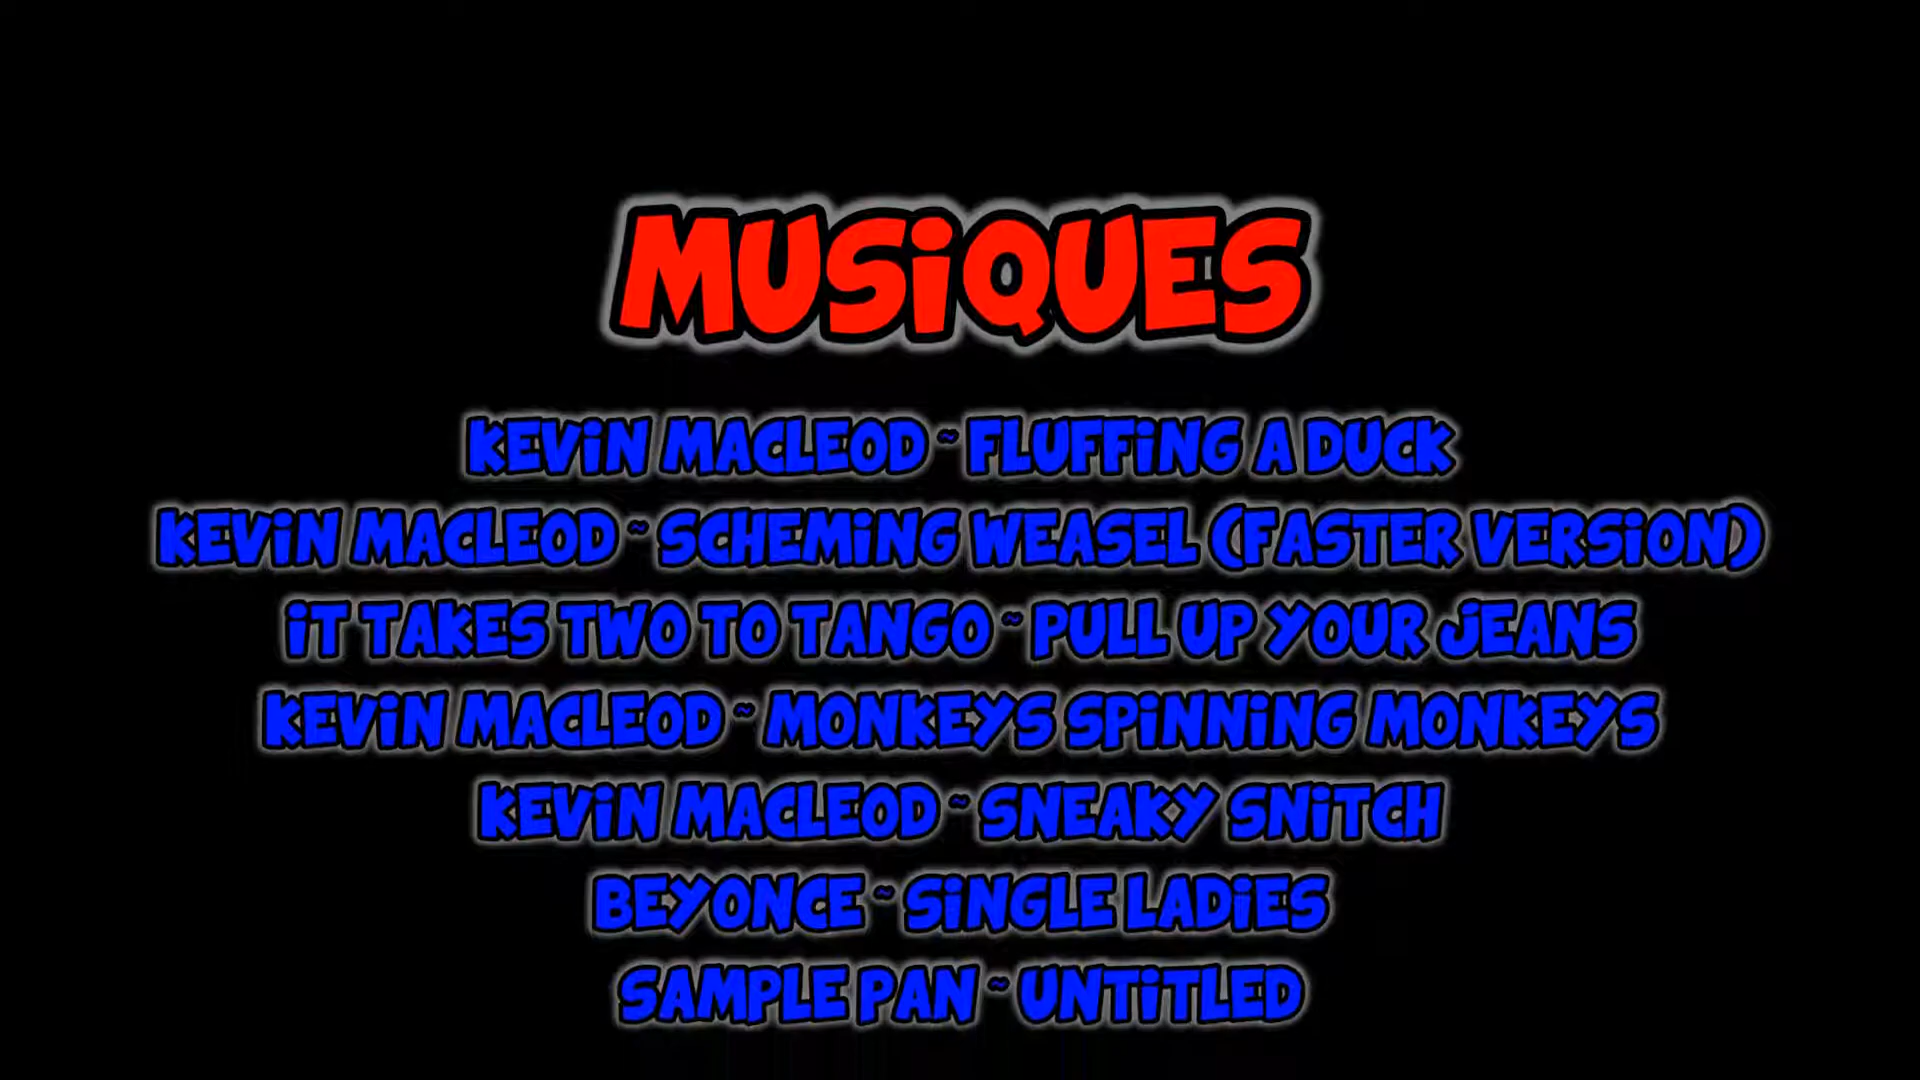 MUSiQUES
KEViN MACLEOD ~ FLUFFiNG A DUCK
KEViN MACLEOD ~ SCHEMiNG WEASEL (FASTER VERSiON)
iT TAKES TWO TO TANGO ~ PULL UP YOUR JEANS
KEViN MACLEOD ~ MONKEYS SPiNNiNG MONKEYS
KEViN MACLEOD ~ SNEAKY SNiTCH
BEYONCE ~ SiNGLE LADiES
SAMPLE PAN ~ UNTiTLED